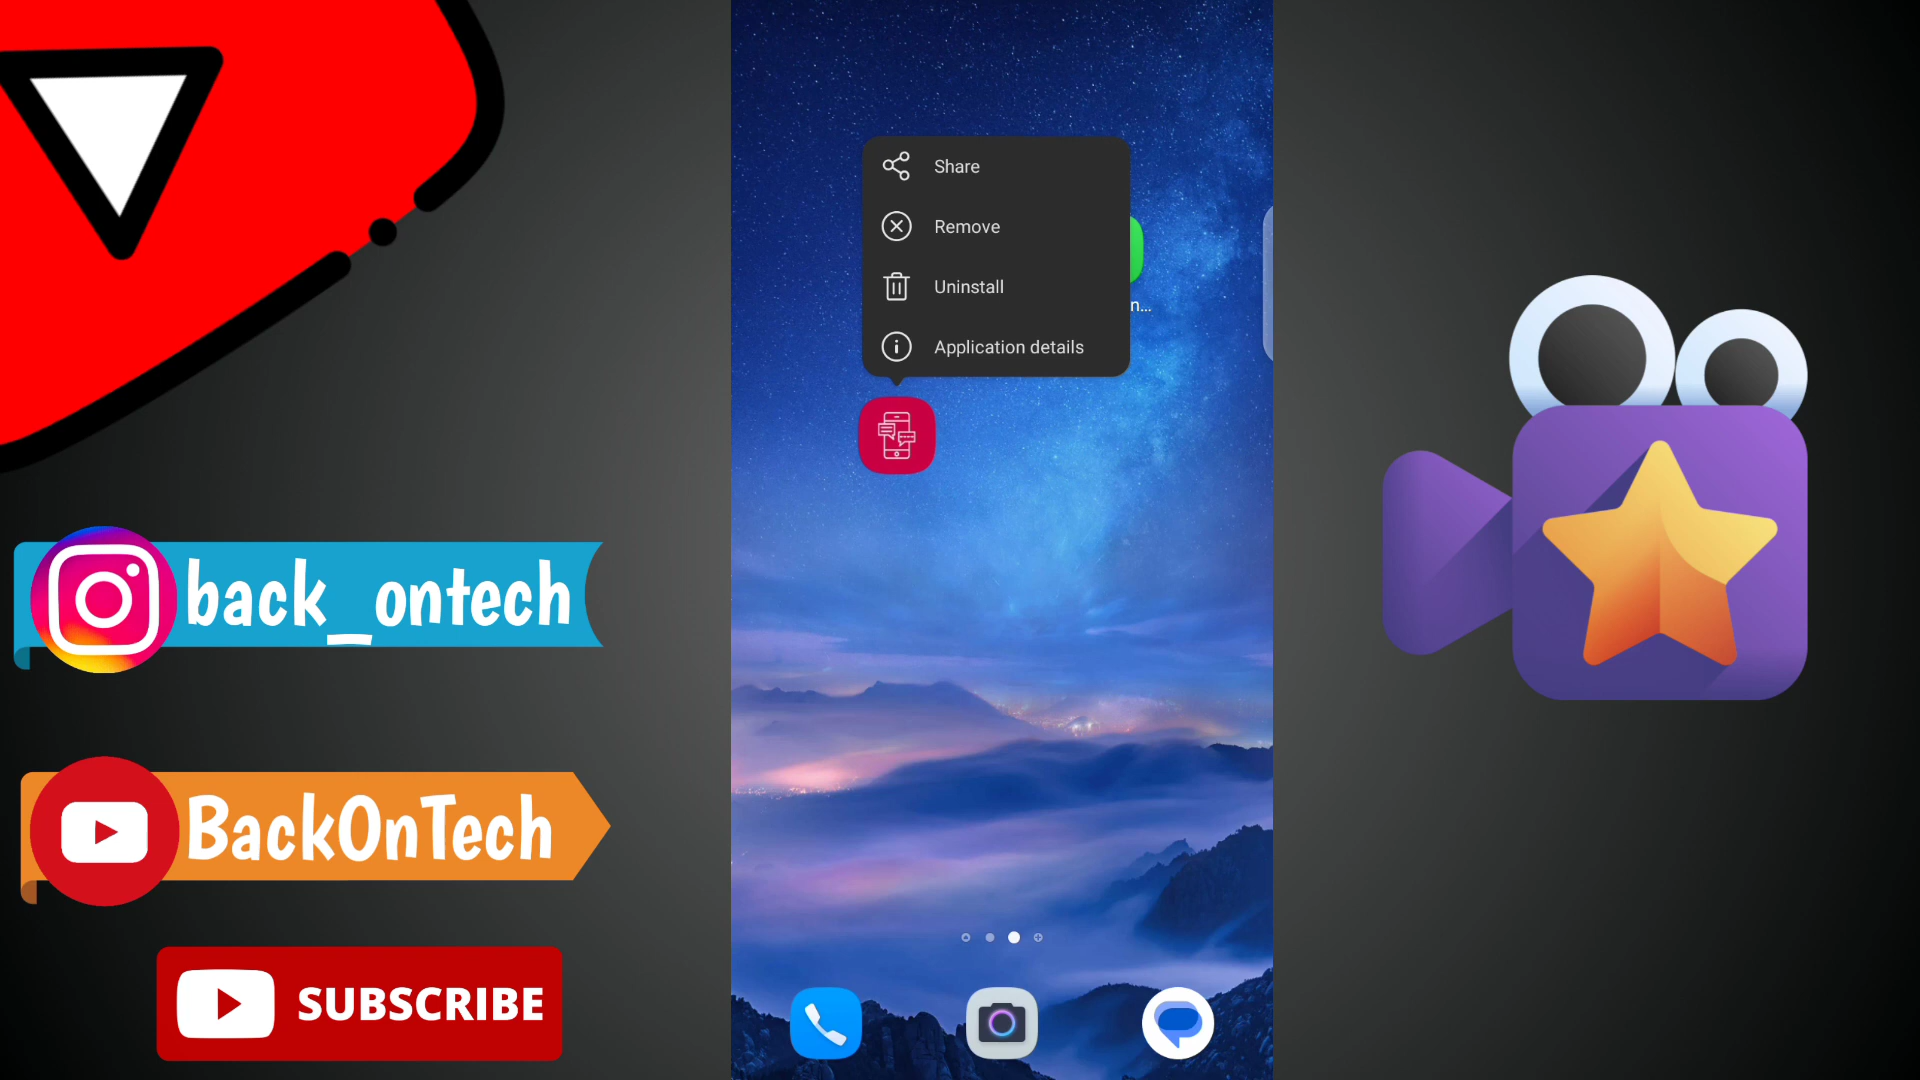 Share
Remove
n...
Uninstall
Application details
back_ontech
BackOnTech
SUBSCRIBE